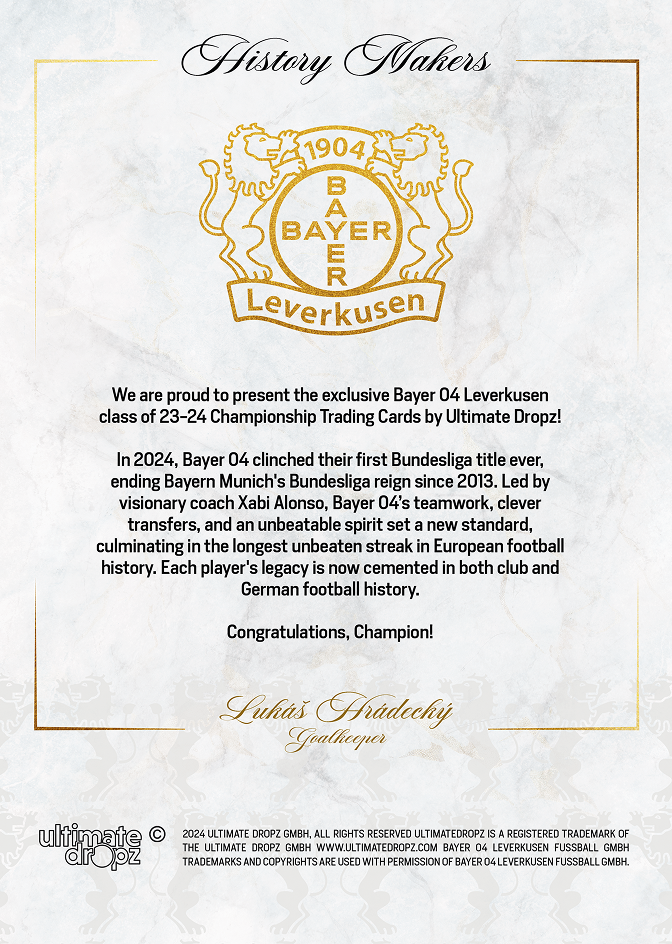 History Makers
1904
BAYER
BAYER
Leverkusen
We are proud to present the exclusive Bayer 04 Leverkusen
class of 23-24 Championship Trading Cards by Ultimate Dropz!
In 2024, Bayer 04 clinched their first Bundesliga title ever,
ending Bayern Munich's Bundesliga reign since 2013. Led by
visionary coach Xabi Alonso, Bayer 04’s teamwork, clever
transfers, and an unbeatable spirit set a new standard,
culminating in the longest unbeaten streak in European football
history. Each player's legacy is now cemented in both club and
German football history.
Congratulations, Champion!
Lukáš Hrádecký
Goalkeeper
ultimate
dropz
©
2024 ULTIMATE DROPZ GMBH, ALL RIGHTS RESERVED ULTIMATEDROPZ IS A REGISTERED TRADEMARK OF
THE ULTIMATE DROPZ GMBH WWW.ULTIMATEDROPZ.COM BAYER 04 LEVERKUSEN FUSSBALL GMBH
TRADEMARKS AND COPYRIGHTS ARE USED WITH PERMISSION OF BAYER 04 LEVERKUSEN FUSSBALL GMBH.